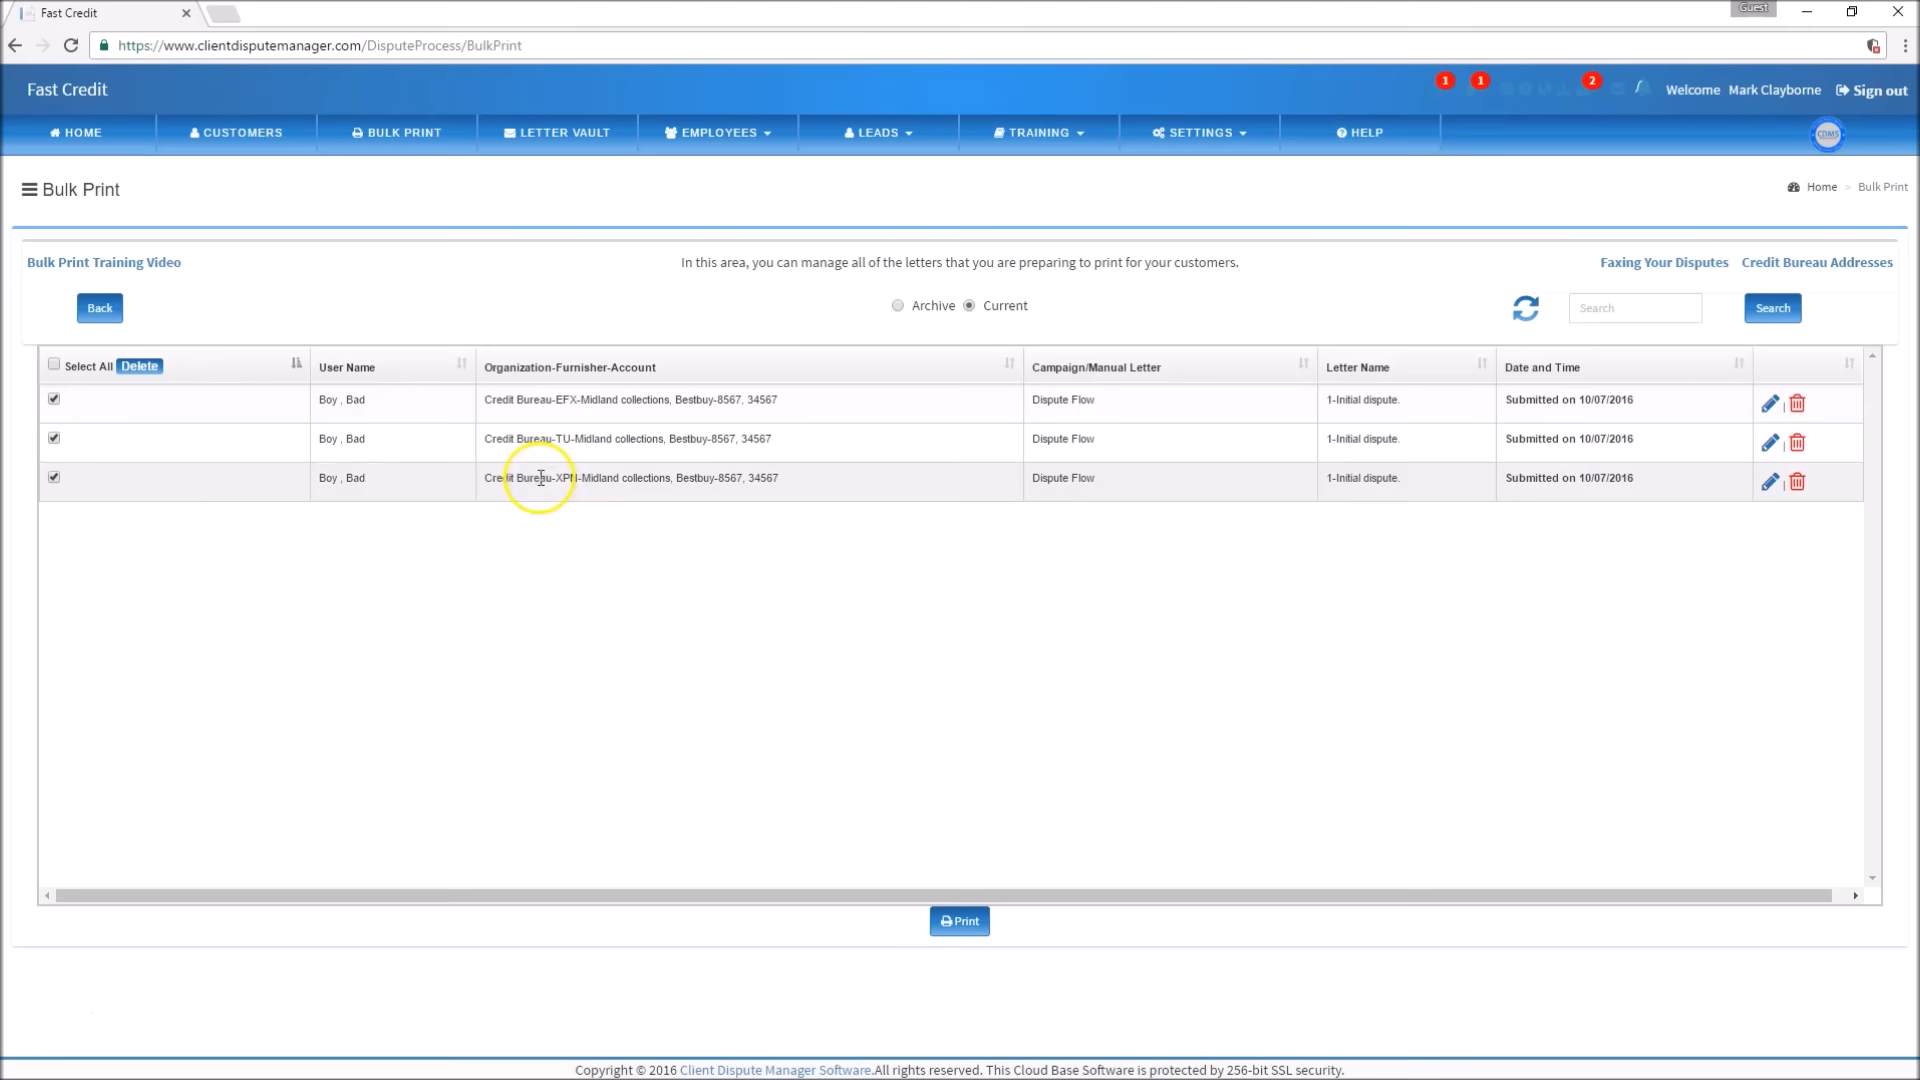 Fast Credit
Guest
https://www.clientdisputemanager.com/DisputeProcess/BulkPrint
Fast Credit
1
1
2
Welcome Mark Clayborne Sign out
HOME
CUSTOMERS
BULK PRINT
LETTER VAULT
EMPLOYEES
LEADS
TRAINING
SETTINGS
HELP
CDMS
Bulk Print
Home > Bulk Print
Bulk Print Training Video
In this area, you can manage all of the letters that you are preparing to print for your customers.
Faxing Your Disputes Credit Bureau Addresses
Back
Archive Current
Search
Search
Select All Delete User Name Organization-Furnisher-Account Campaign/Manual Letter Letter Name Date and Time
Boy , Bad Credit Bureau-EFX-Midland collections, Bestbuy-8567, 34567 Dispute Flow 1-Initial dispute. Submitted on 10/07/2016 |
Boy , Bad Credit Bureau-TU-Midland collections, Bestbuy-8567, 34567 Dispute Flow 1-Initial dispute. Submitted on 10/07/2016 |
Boy , Bad Credit Bureau-XPN-Midland collections, Bestbuy-8567, 34567 Dispute Flow 1-Initial dispute. Submitted on 10/07/2016 |
Print
Copyright © 2016 Client Dispute Manager Software.All rights reserved. This Cloud Base Software is protected by 256-bit SSL security.